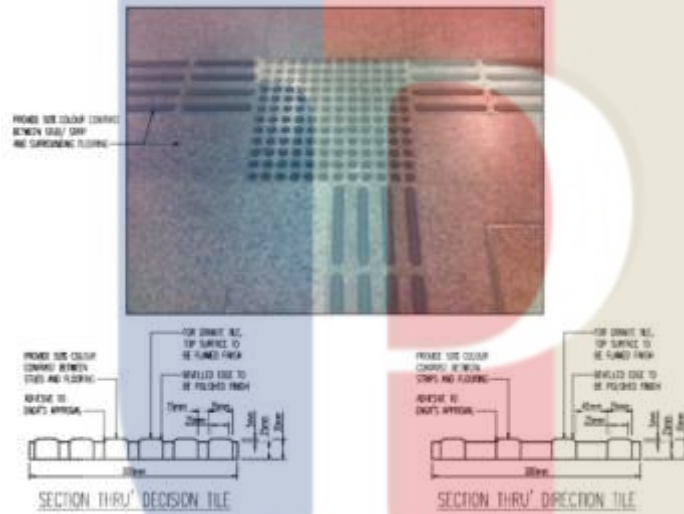 PROVIDE 50% COLOUR CONTRAST
BETWEEN STUD/ STRIP
AND SURROUNDING FLOORING
FOR GRANITE TILE,
TOP SURFACE TO
BE FLAMED FINISH
PROVIDE 50% COLOUR
CONTRAST BETWEEN
STUDS AND FLOORING
BEVELLED EDGE TO
BE POLISHED FINISH
ADHESIVE TO
ENGR'S APPROVAL
300mm
SECTION THRU' DECISION TILE
FOR GRANITE TILE,
TOP SURFACE TO
BE FLAMED FINISH
PROVIDE 50% COLOUR
CONTRAST BETWEEN
STRIPS AND FLOORING
BEVELLED EDGE TO
BE POLISHED FINISH
ADHESIVE TO
ENGR'S APPROVAL
300mm
SECTION THRU' DIRECTION TILE